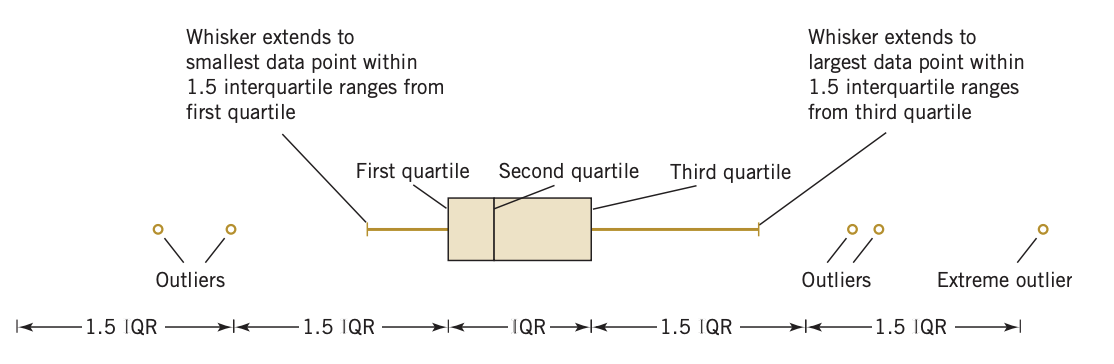 Whisker extends to
smallest data point within
1.5 interquartile ranges from
first quartile
Whisker extends to
largest data point within
1.5 interquartile ranges
from third quartile
First quartile
Second quartile
Third quartile
Outliers
Outliers
Extreme outlier
1.5 IQR
1.5 IQR
IQR
1.5 IQR
1.5 IQR